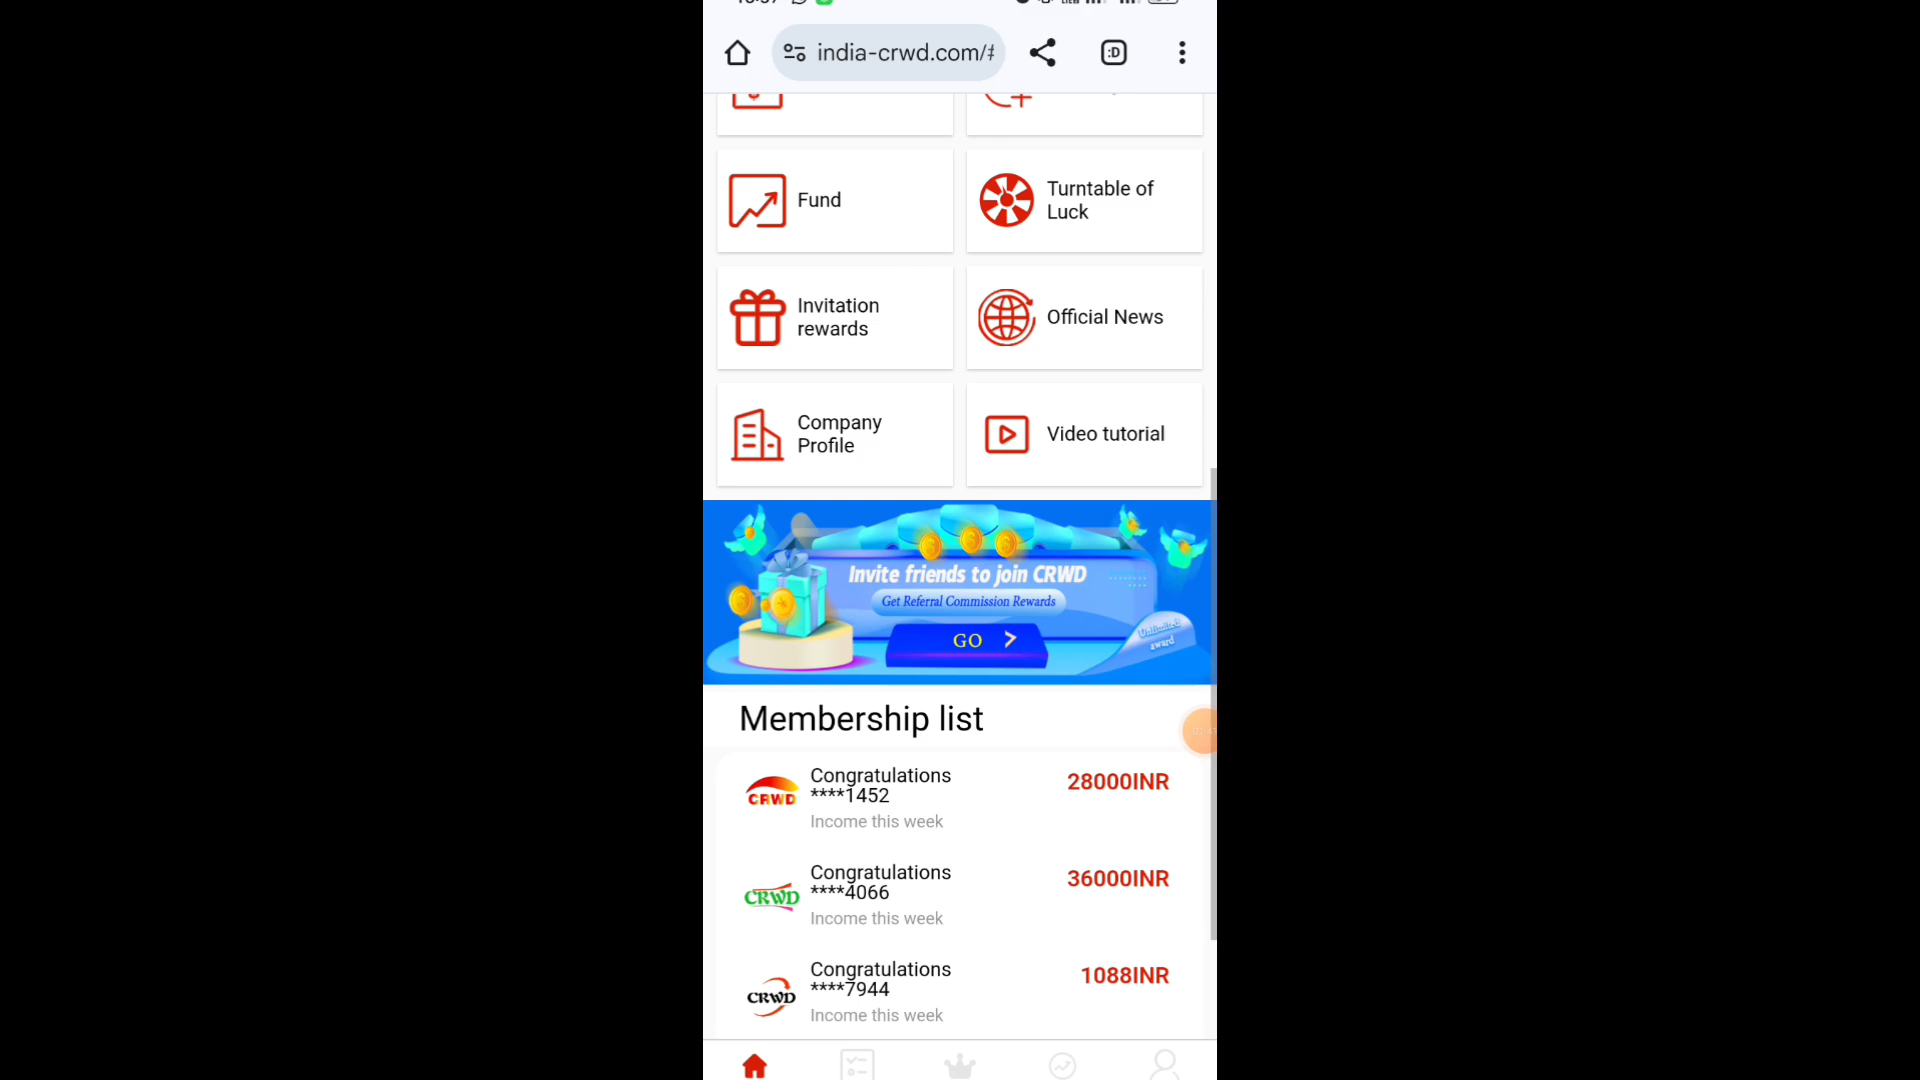 india-crwd.com/#
:D
Fund
Turntable of
Luck
Invitation
rewards
Official News
Company
Profile
Video tutorial
Invite friends to join CRWD
Get Referral Commission Rewards
GO >
Unlimited
award
Membership list
CRWD
Congratulations
****1452
28000INR
Income this week
CRWD
Congratulations
****4066
36000INR
Income this week
CRWD
Congratulations
****7944
1088INR
Income this week